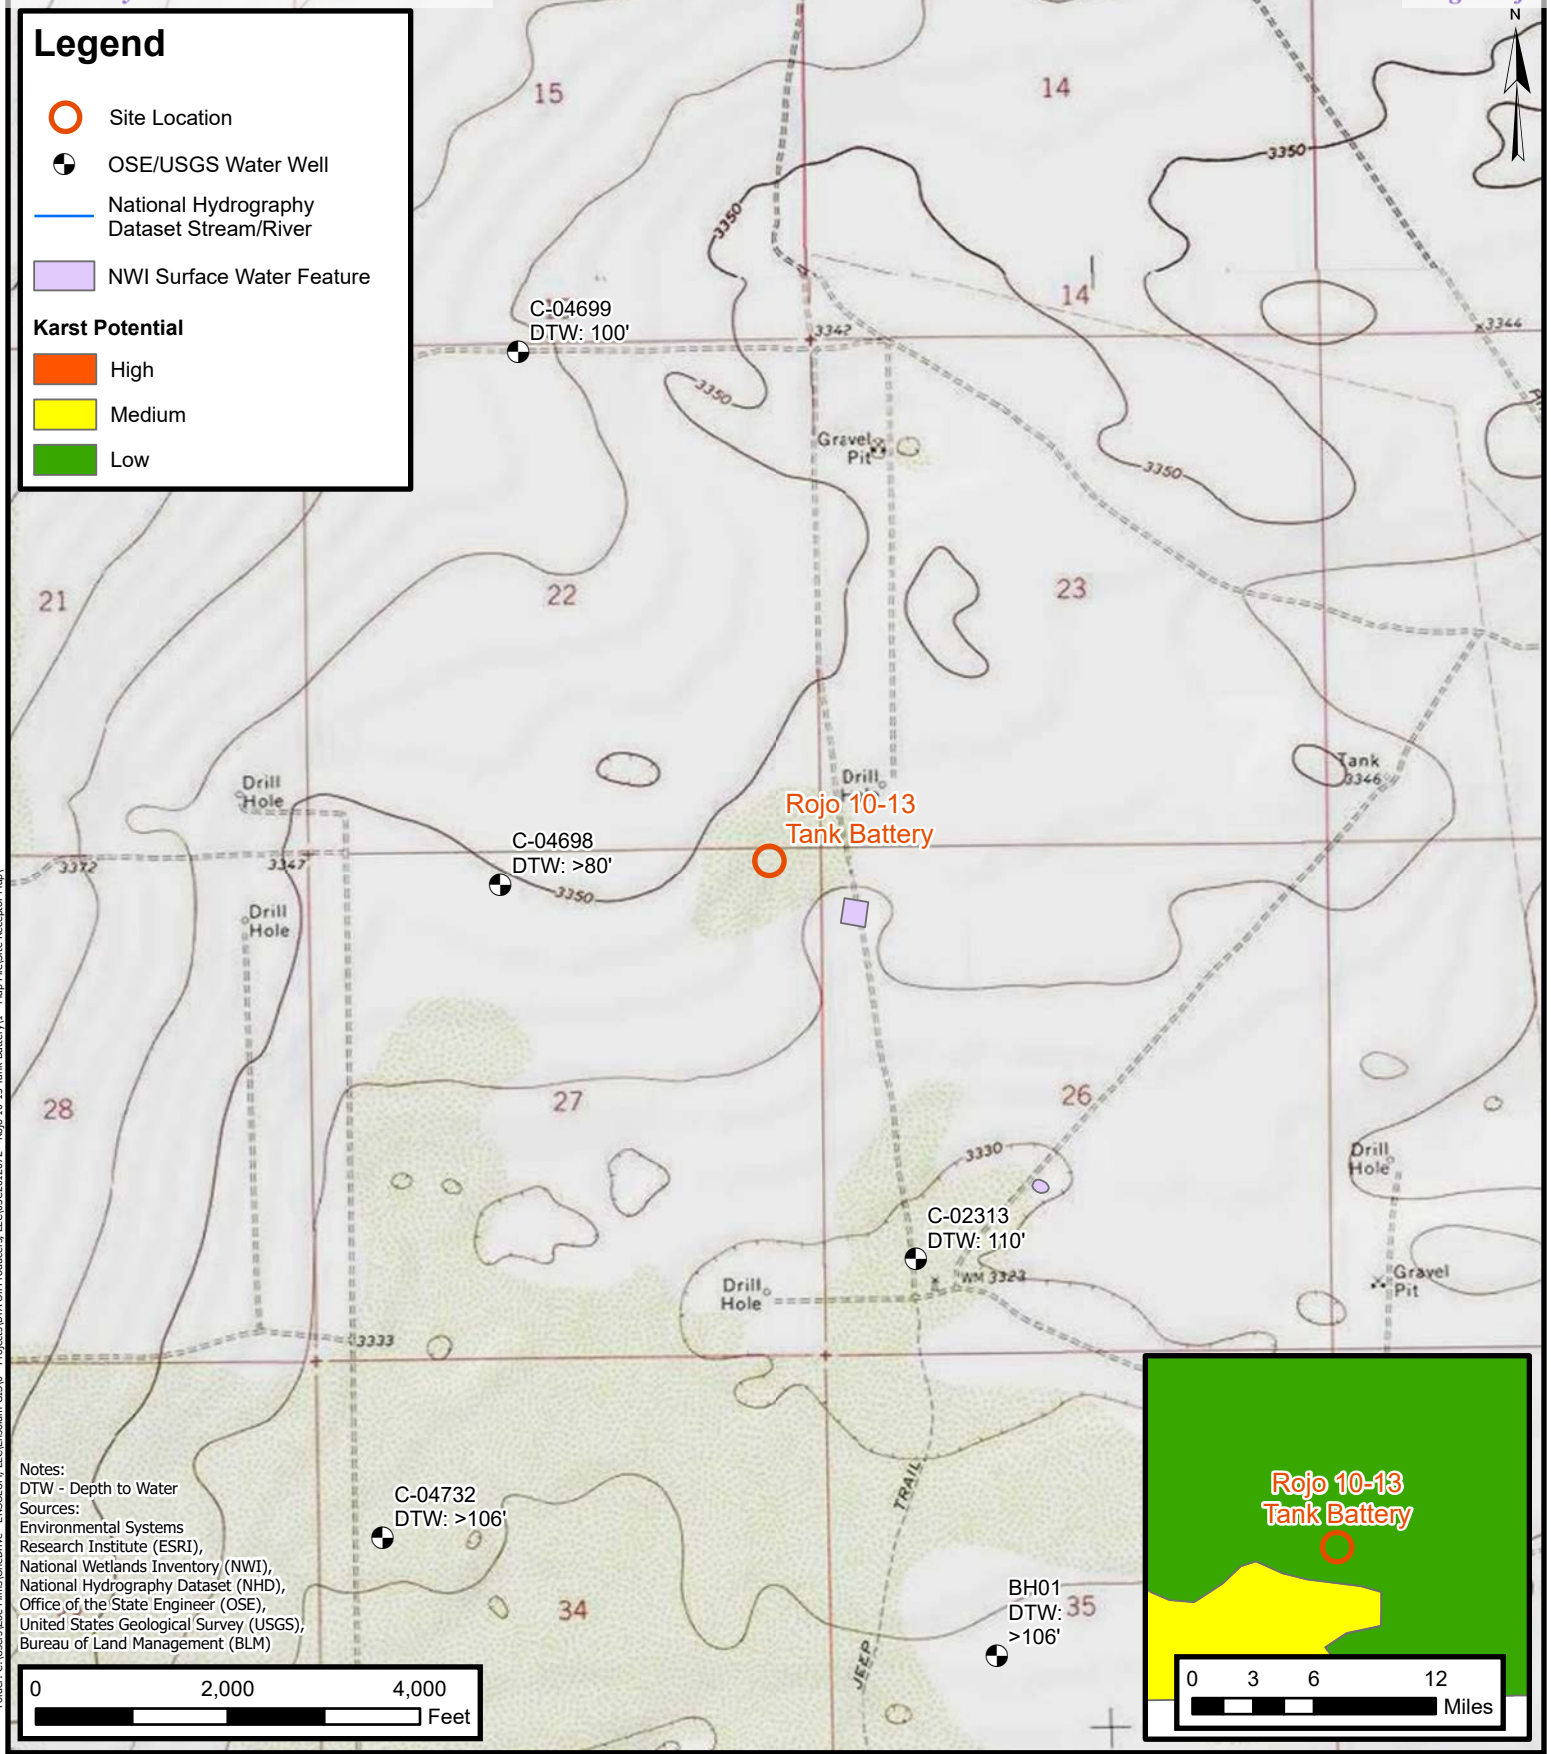 N
Legend
Site Location
OSE/USGS Water Well
National Hydrography
Dataset Stream/River
NWI Surface Water Feature
Karst Potential
High
Medium
Low
15
14
3350
3350
14
C-04699
DTW: 100'
3342
3344
3350
Gravel
Pit
3350
21
22
23
Drill
Hole
Drill
Tank
3346
Rojo 10-13
Tank Battery
C-04698
DTW: >80'
3372
3347
3350
Drill
Hole
28
27
26
3330
Drill
Hole
C-02313
DTW: 110'
WM 3323
Drill
Hole
Gravel
Pit
3333
TRAIL
JEEP
C-04732
DTW: >106'
34
BH01
DTW:
>106'
35
Notes:
DTW - Depth to Water
Sources:
Environmental Systems
Research Institute (ESRI),
National Wetlands Inventory (NWI),
National Hydrography Dataset (NHD),
Office of the State Engineer (OSE),
United States Geological Survey (USGS),
Bureau of Land Management (BLM)
0 2,000 4,000
Feet
Rojo 10-13
Tank Battery
0 3 6 12
Miles